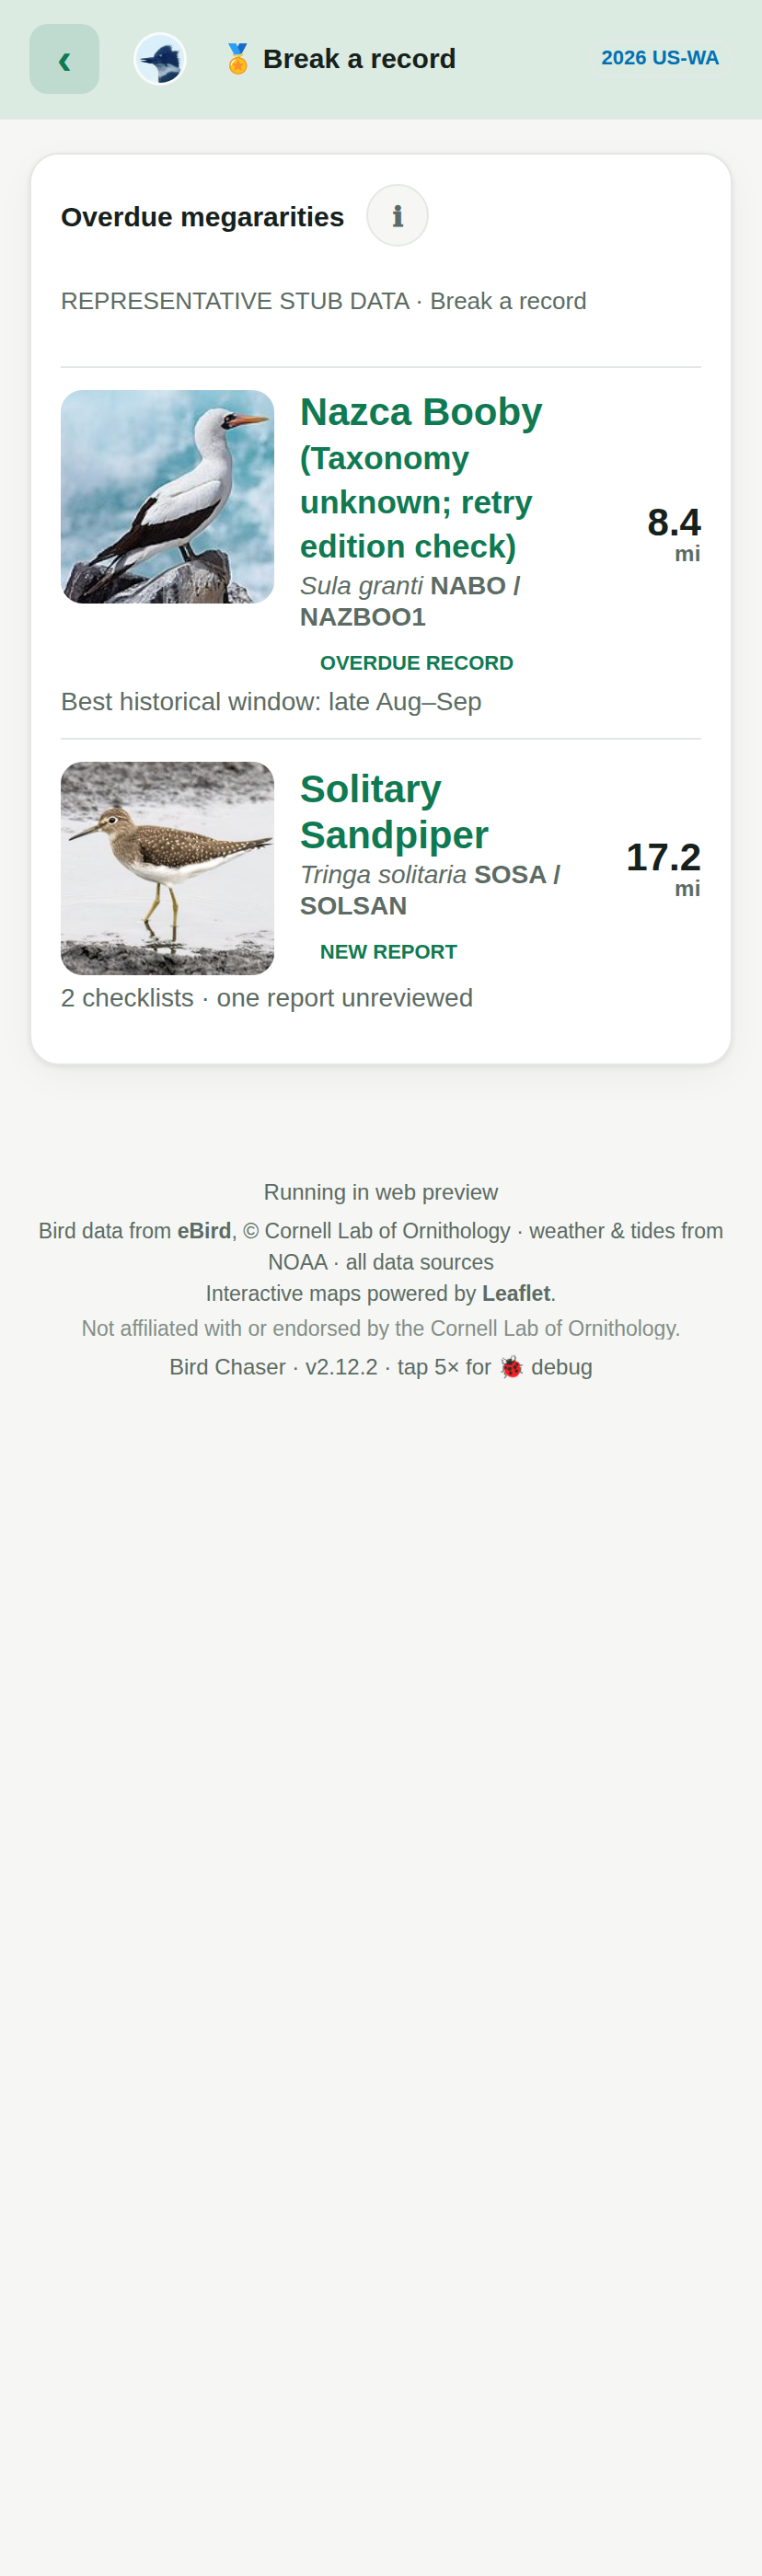 ‹ 🏅 Break a record 2026 US-WA
Overdue megararities ℹ
REPRESENTATIVE STUB DATA · Break a record
Nazca Booby
(Taxonomy
unknown; retry
edition check)
Sula granti NABO /
NAZBOO1
8.4
mi
OVERDUE RECORD
Best historical window: late Aug–Sep
Solitary
Sandpiper
Tringa solitaria SOSA /
SOLSAN
17.2
mi
NEW REPORT
2 checklists · one report unreviewed
Running in web preview
Bird data from eBird, © Cornell Lab of Ornithology · weather & tides from
NOAA · all data sources
Interactive maps powered by Leaflet.
Not affiliated with or endorsed by the Cornell Lab of Ornithology.
Bird Chaser · v2.12.2 · tap 5× for 🐞 debug